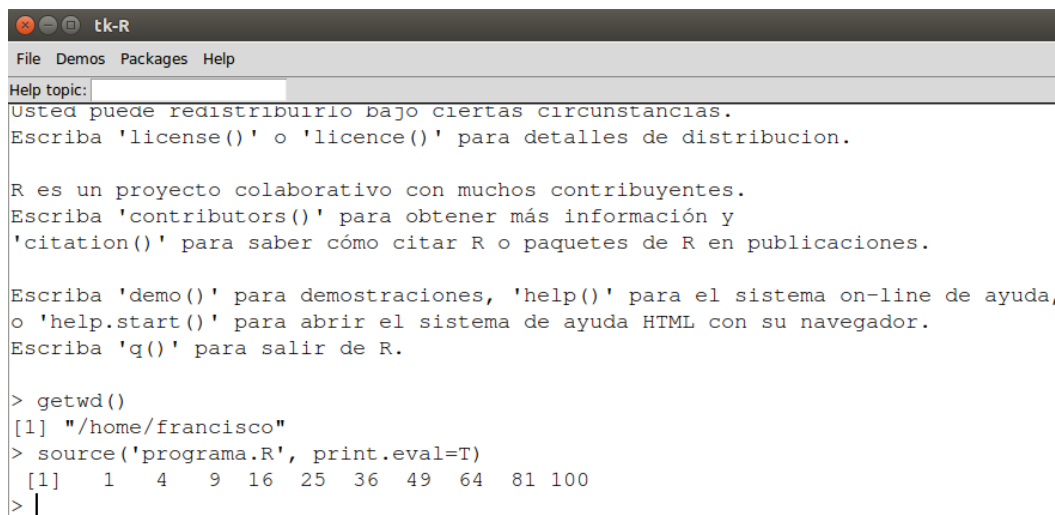 tk-R
File Demos Packages Help
Help topic:
Usted puede redistribuirlo bajo ciertas circunstancias.
Escriba 'license()' o 'licence()' para detalles de distribucion.
R es un proyecto colaborativo con muchos contribuyentes.
Escriba 'contributors()' para obtener más información y
'citation()' para saber cómo citar R o paquetes de R en publicaciones.
Escriba 'demo()' para demostraciones, 'help()' para el sistema on-line de ayuda,
o 'help.start()' para abrir el sistema de ayuda HTML con su navegador.
Escriba 'q()' para salir de R.
> getwd()
[1] "/home/francisco"
> source('programa.R', print.eval=T)
[1] 1 4 9 16 25 36 49 64 81 100
>